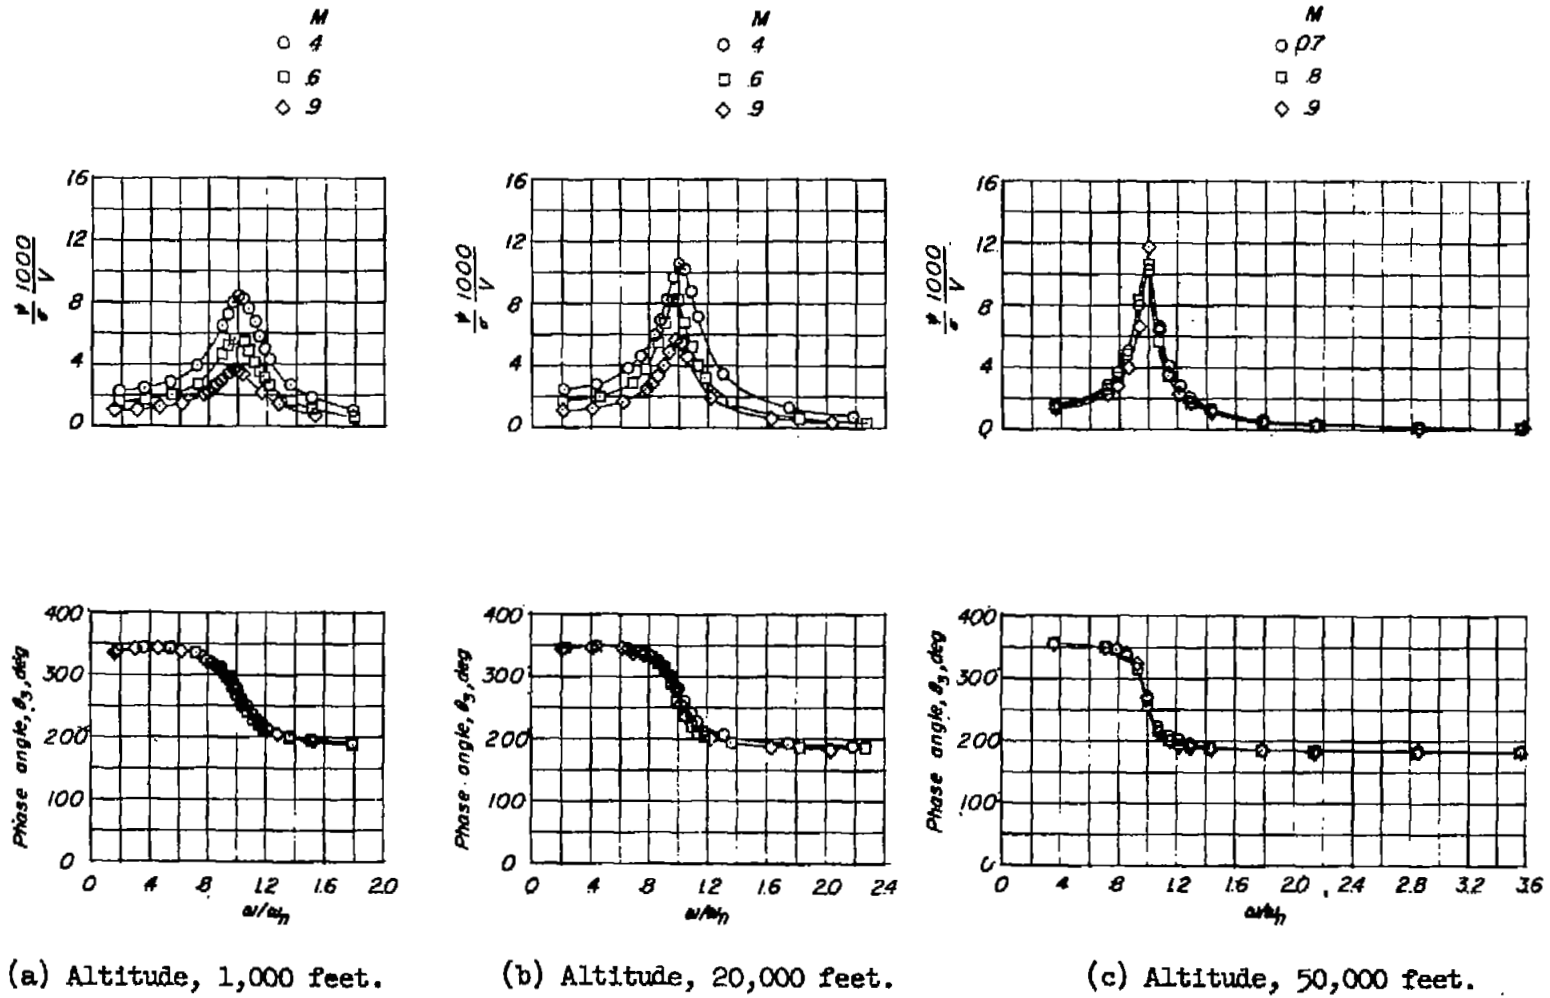 M M M
4 4 0.7
.6 .6 .8
.9 .9 .9
16 16 16
12 12 12
ψ/σ 1000/V ψ/σ 1000/V ψ/σ 1000/V
8 8 8
4 4 4
0 0 0
400 400 400
300 300 300
200 200 200
100 100 100
0 0 0
Phase angle, θ3, deg Phase angle, θ3, deg Phase angle, θ3, deg
0 .4 .8 1.2 1.6 2.0 0 .4 .8 1.2 1.6 2.0 2.4 0 .4 .8 1.2 1.6 2.0 2.4 2.8 3.2 3.6
ω/ωn ω/ωn ω/ωn
(a) Altitude, 1,000 feet. (b) Altitude, 20,000 feet. (c) Altitude, 50,000 feet.